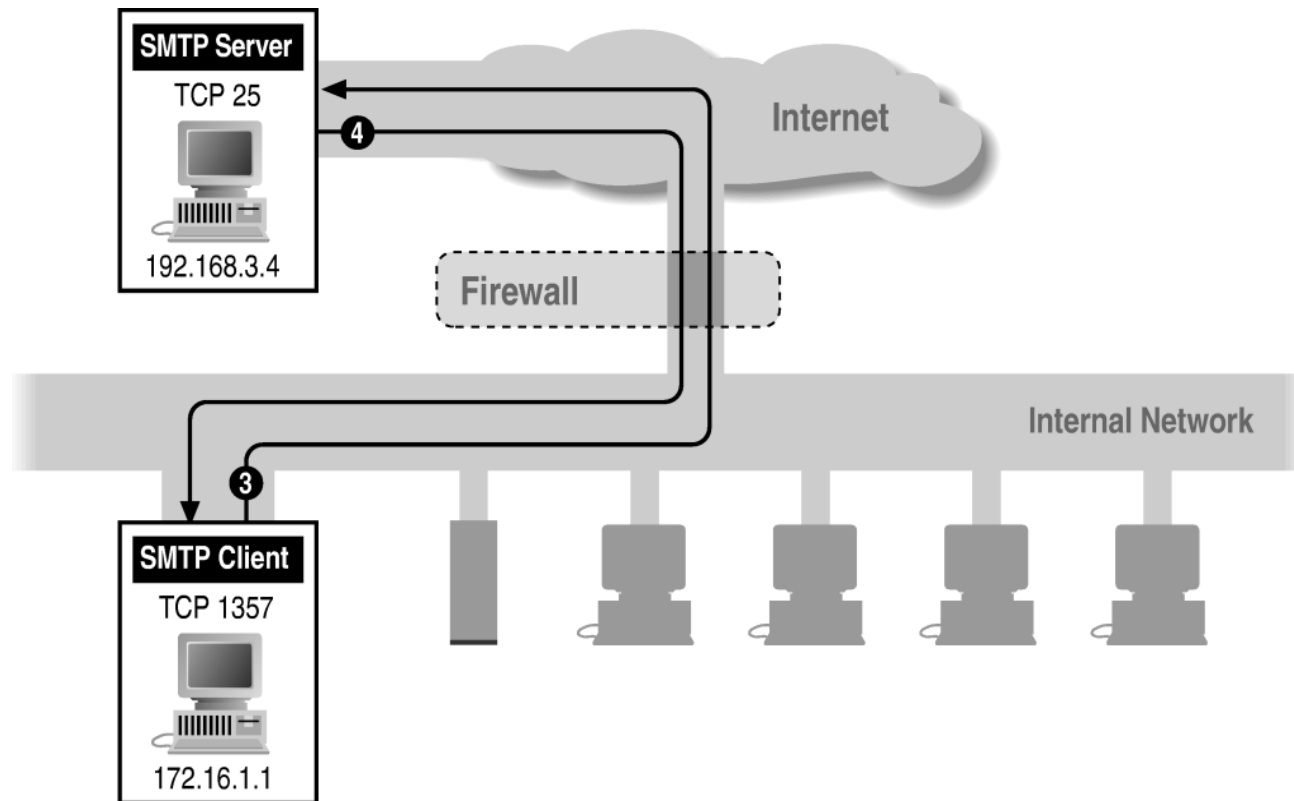 SMTP Server
TCP 25
4
192.168.3.4
Internet
Firewall
Internal Network
3
SMTP Client
TCP 1357
172.16.1.1